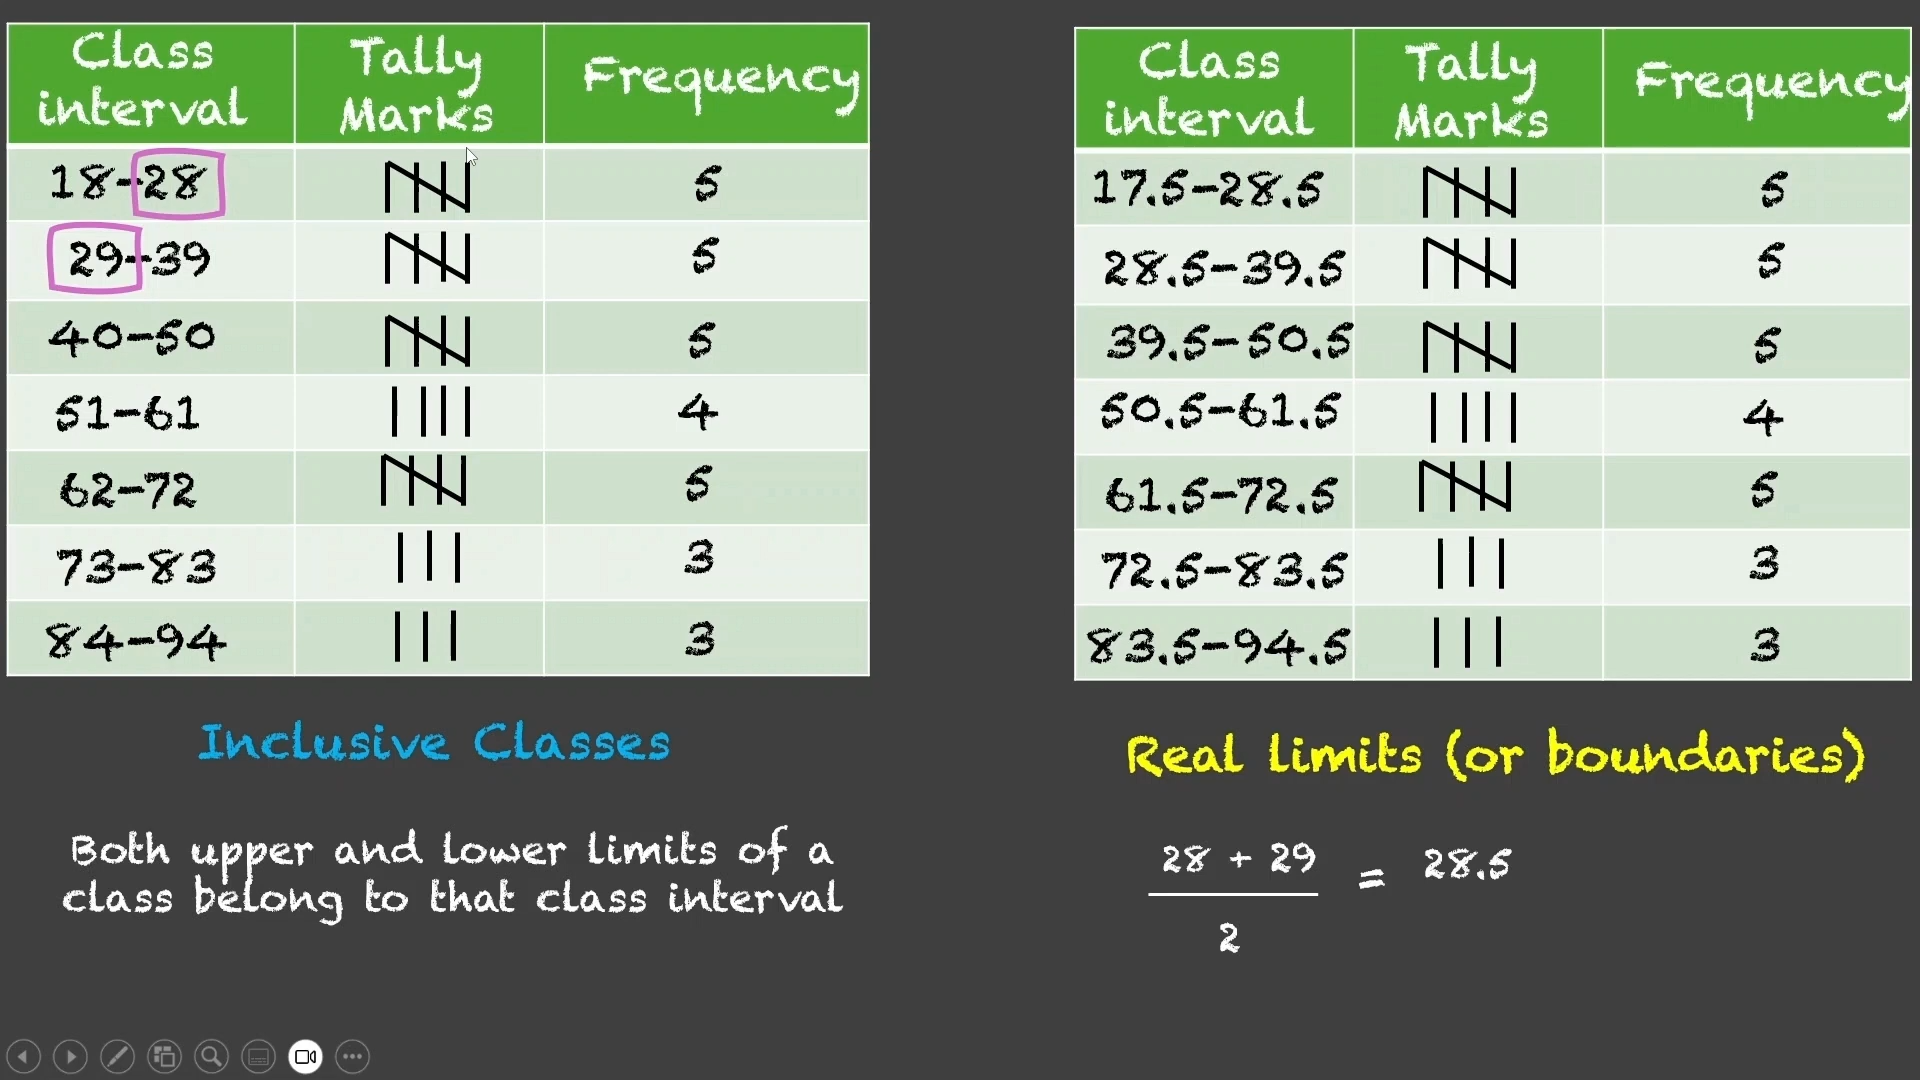 Class interval Tally Marks Frequency
18-28 5
29-39 5
40-50 5
51-61 4
62-72 5
73-83 3
84-94 3
Inclusive Classes
Both upper and lower limits of a
class belong to that class interval
Class interval Tally Marks Frequency
17.5-28.5 5
28.5-39.5 5
39.5-50.5 5
50.5-61.5 4
61.5-72.5 5
72.5-83.5 3
83.5-94.5 3
Real limits (or boundaries)
28 + 29 = 28.5
2